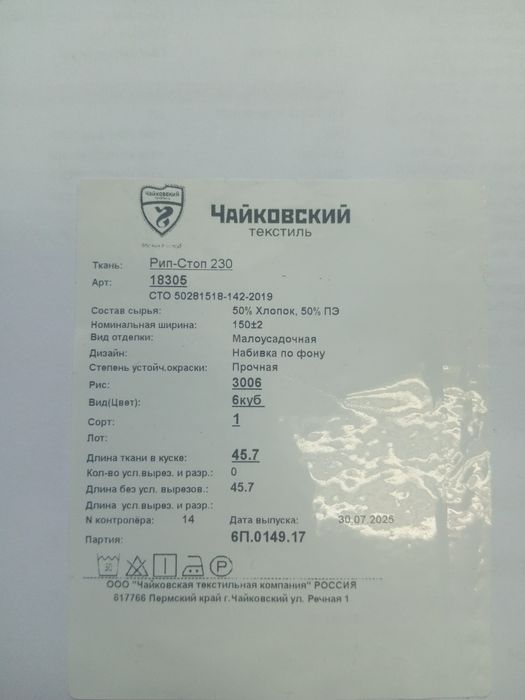 ЧАЙКОВСКИЙ
ЧАЙКОВСКИЙ
ТЕКСТИЛЬ
Ткань: Рип-Стоп 230
Арт: 18305
СТО 50281518-142-2019
Состав сырья: 50% Хлопок, 50% ПЭ
Номинальная ширина: 150±2
Вид отделки: Малоусадочная
Дизайн: Набивка по фону
Степень устойч.окраски: Прочная
Рис: 3006
Вид(Цвет): 6куб
Сорт: 1
Лот:
Длина ткани в куске: 45.7
Кол-во усл.вырез. и разр.: 0
Длина без усл. вырезов.: 45.7
Длина усл.вырез. и разр.:
N контролёра: 14 Дата выпуска: 30.07.2025
Партия: 6П.0149.17
30 P
ООО "Чайковская текстильная компания" РОССИЯ
617766 Пермский край г.Чайковский ул. Речная 1